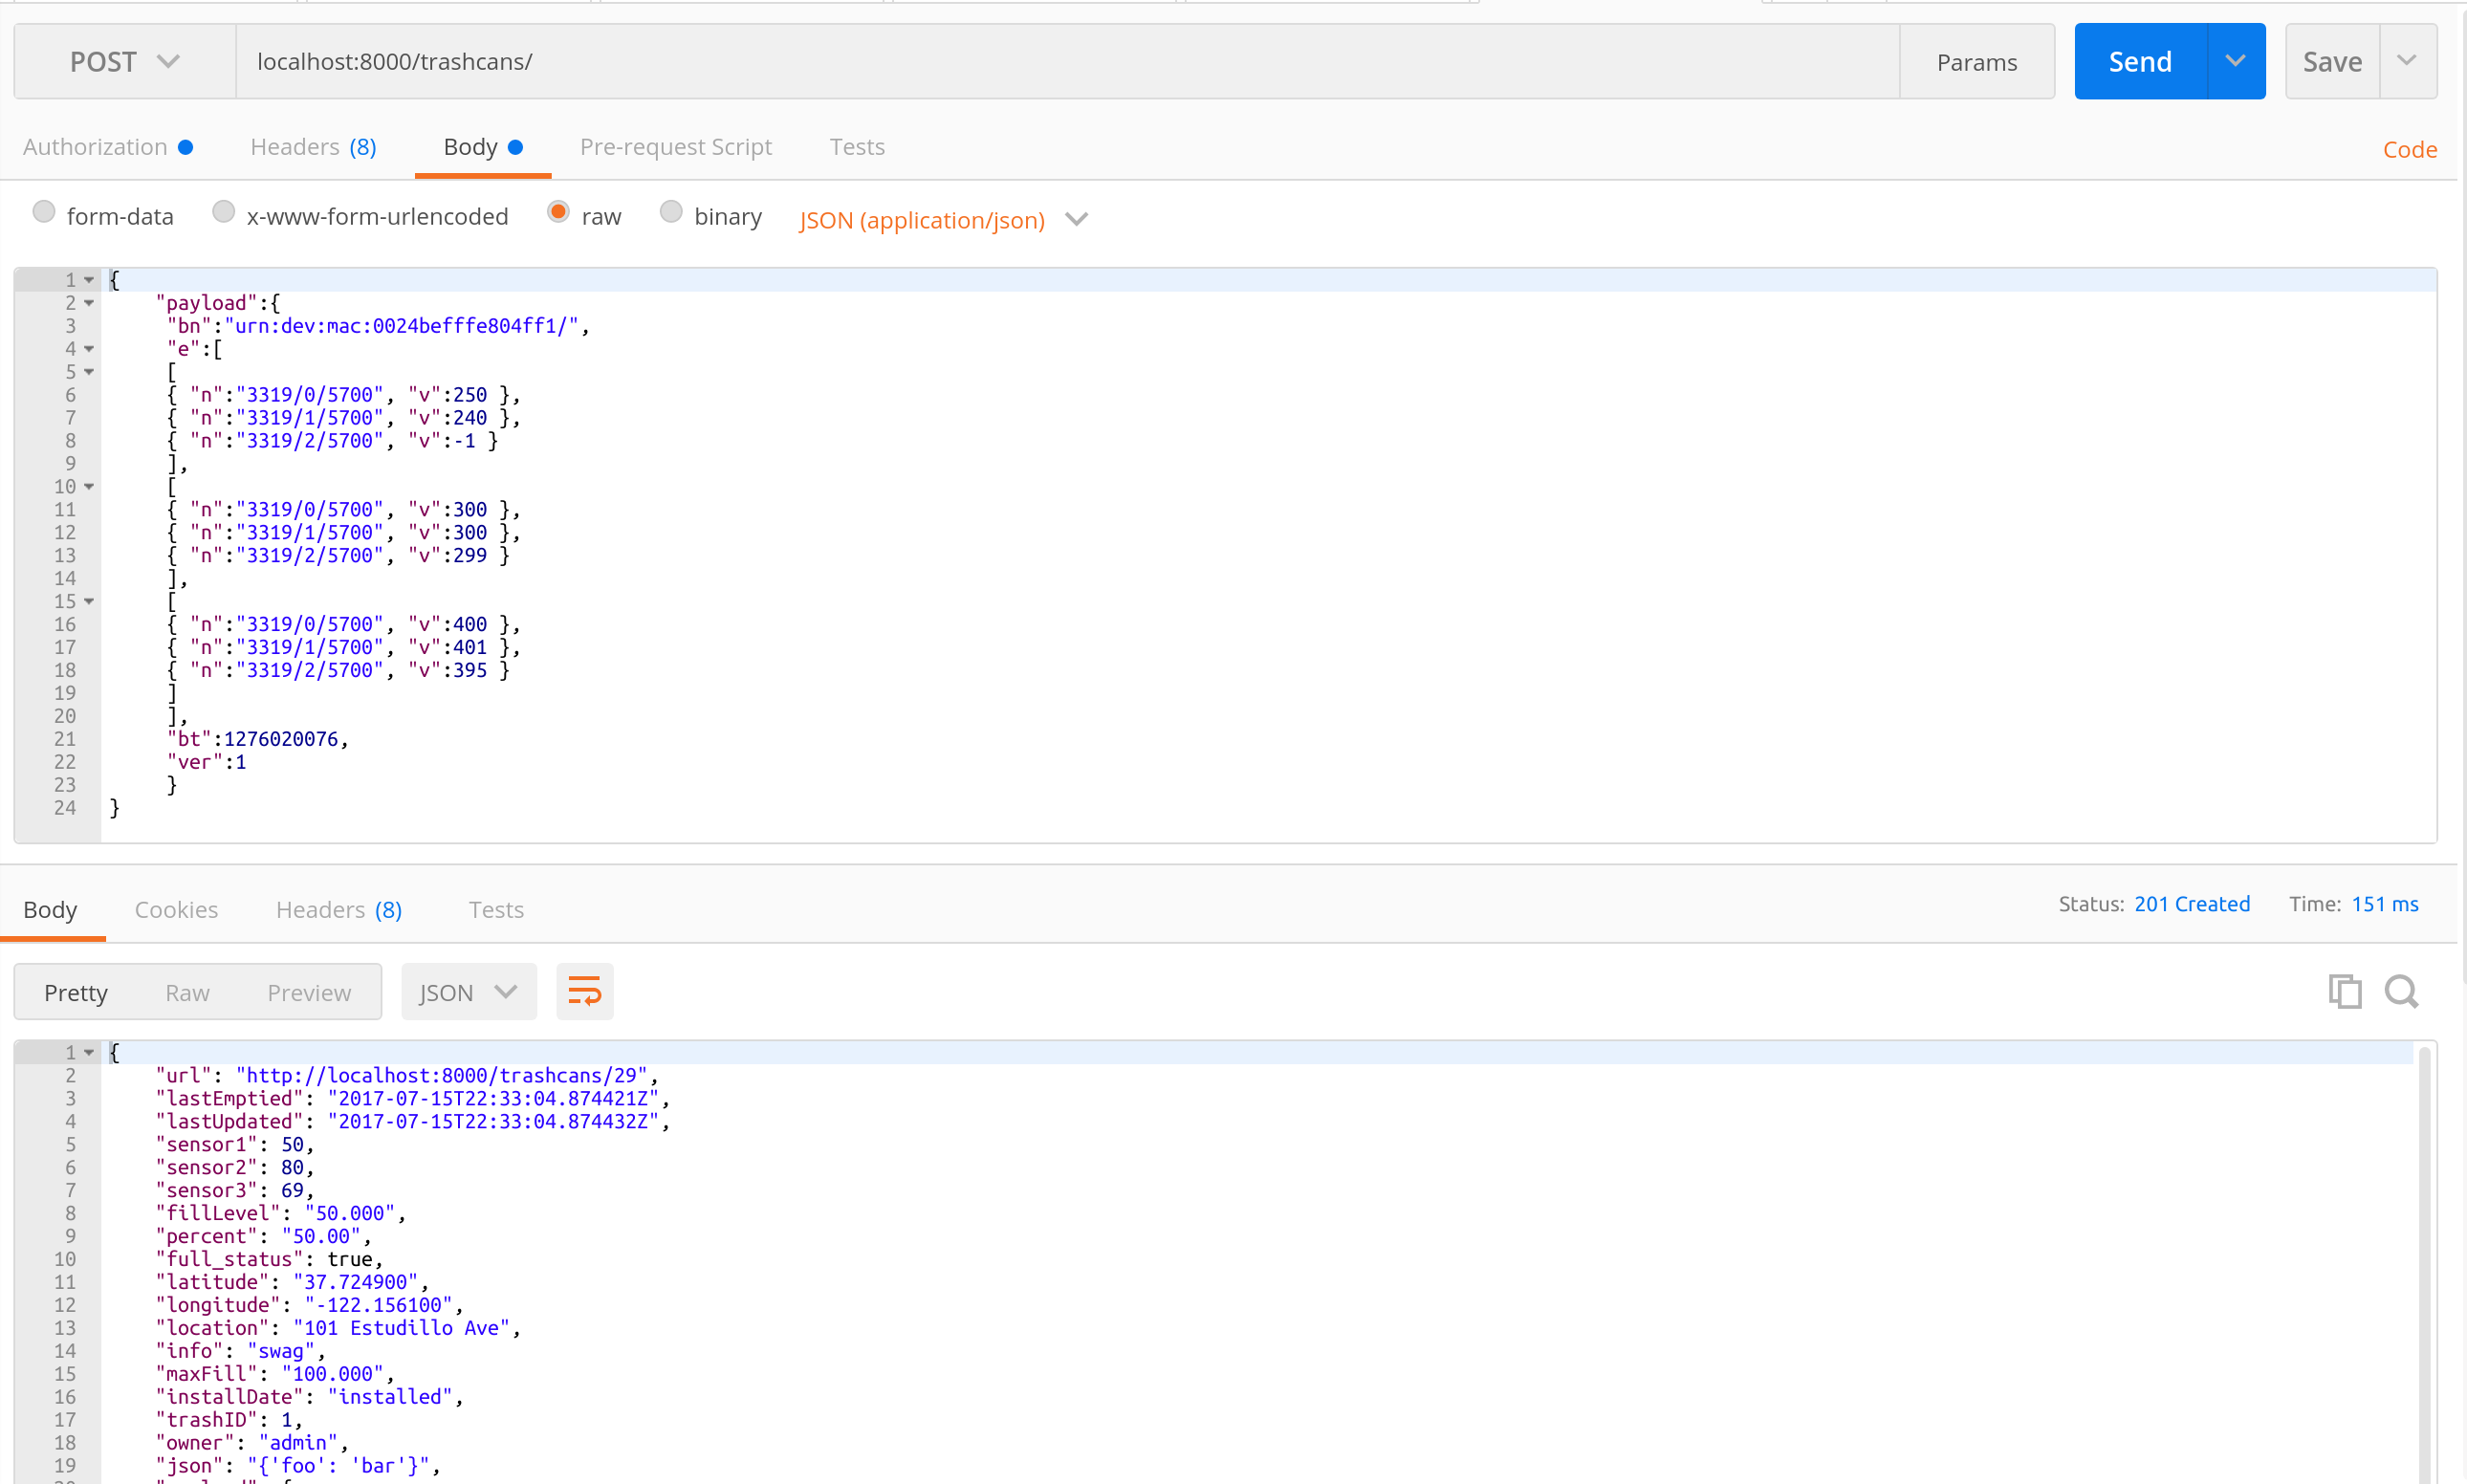 POST localhost:8000/trashcans/ Params Send Save
Authorization Headers (8) Body Pre-request Script Tests Code
form-data x-www-form-urlencoded raw binary JSON (application/json)
1 {
2 "payload":{
3 "bn":"urn:dev:mac:0024befffe804ff1/",
4 "e":[
5 [
6 { "n":"3319/0/5700", "v":250 },
7 { "n":"3319/1/5700", "v":240 },
8 { "n":"3319/2/5700", "v":-1 }
9 ],
10 [
11 { "n":"3319/0/5700", "v":300 },
12 { "n":"3319/1/5700", "v":300 },
13 { "n":"3319/2/5700", "v":299 }
14 ],
15 [
16 { "n":"3319/0/5700", "v":400 },
17 { "n":"3319/1/5700", "v":401 },
18 { "n":"3319/2/5700", "v":395 }
19 ]
20 ],
21 "bt":1276020076,
22 "ver":1
23 }
24 }
Body Cookies Headers (8) Tests Status: 201 Created Time: 151 ms
Pretty Raw Preview JSON
1 {
2 "url": "http://localhost:8000/trashcans/29",
3 "lastEmptied": "2017-07-15T22:33:04.874421Z",
4 "lastUpdated": "2017-07-15T22:33:04.874432Z",
5 "sensor1": 50,
6 "sensor2": 80,
7 "sensor3": 69,
8 "fillLevel": "50.000",
9 "percent": "50.00",
10 "full_status": true,
11 "latitude": "37.724900",
12 "longitude": "-122.156100",
13 "location": "101 Estudillo Ave",
14 "info": "swag",
15 "maxFill": "100.000",
16 "installDate": "installed",
17 "trashID": 1,
18 "owner": "admin",
19 "json": "{'foo': 'bar'}",